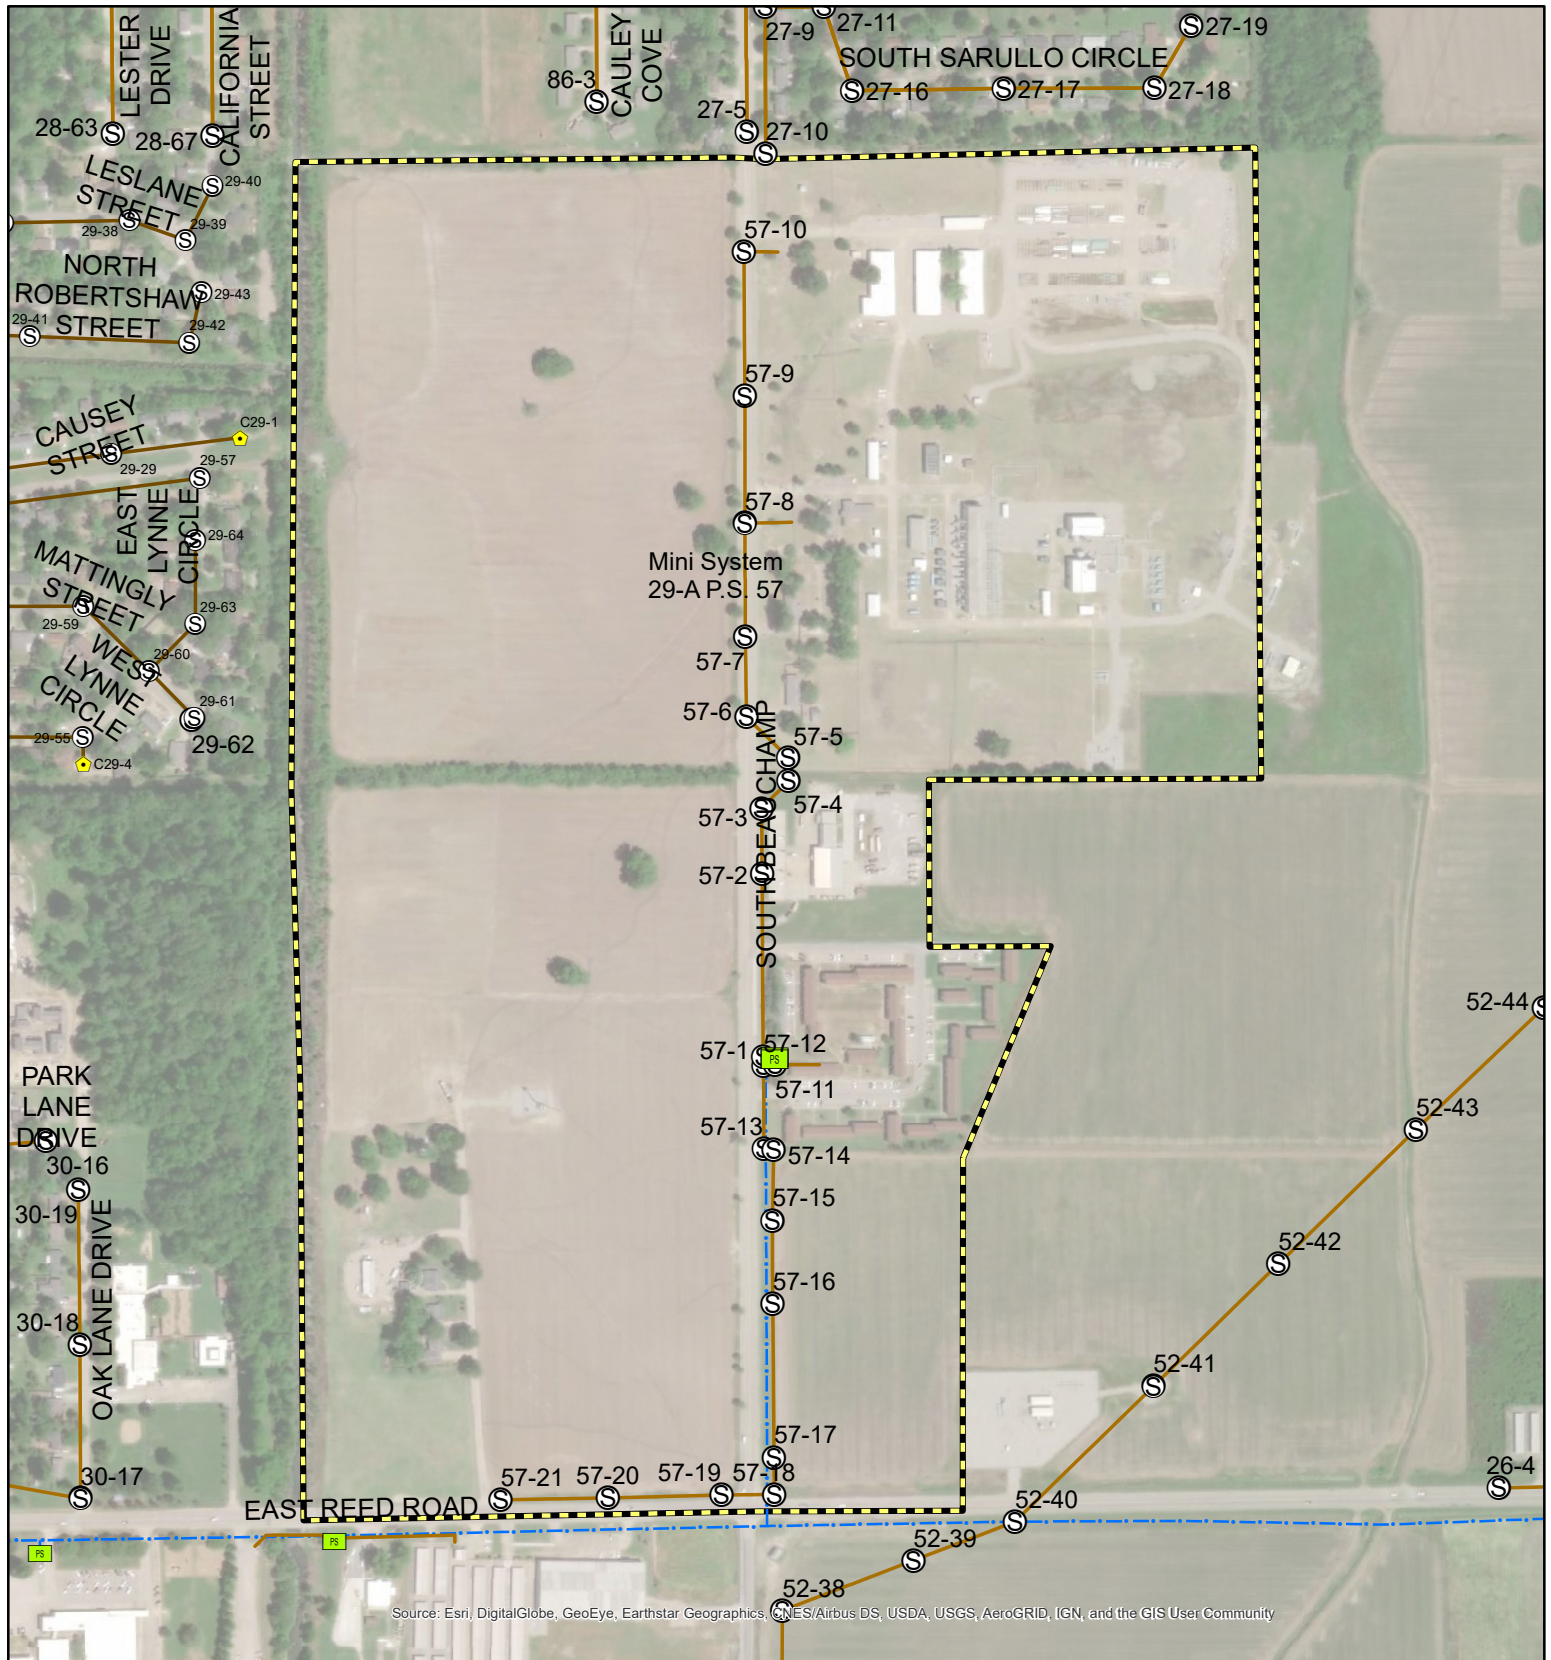 LESTER
DRIVE
CALIFORNIA
STREET
CAULEY
COVE
27-9
27-11
27-19
SOUTH SARULLO CIRCLE
86-3
27-16
27-17
27-18
28-63
28-67
27-5
27-10
LESLANE
STREET
29-40
29-38
29-39
57-10
NORTH
ROBERTSHAW
STREET
29-43
29-41
29-42
57-9
CAUSEY
STREET
C29-1
29-29
29-57
EAST
LYNNE
CIRCLE
57-8
29-64
MATTINGLY
STREET
Mini System
29-A P.S. 57
29-59
29-63
29-60
57-7
WEST
LYNNE
CIRCLE
29-61
57-6
29-55
29-62
57-5
C29-4
57-4
57-3
SOUTH BEAUCHAMP
57-2
52-44
57-1
57-12
PS
57-11
PARK
LANE
DRIVE
52-43
57-13
57-14
30-16
30-19
57-15
52-42
57-16
30-18
OAK LANE DRIVE
52-41
57-17
30-17
57-21
57-20
57-19
57-18
26-4
EAST REED ROAD
52-40
PS
PS
52-39
52-38
Source: Esri, DigitalGlobe, GeoEye, Earthstar Geographics, CNES/Airbus DS, USDA, USGS, AeroGRID, IGN, and the GIS User Community